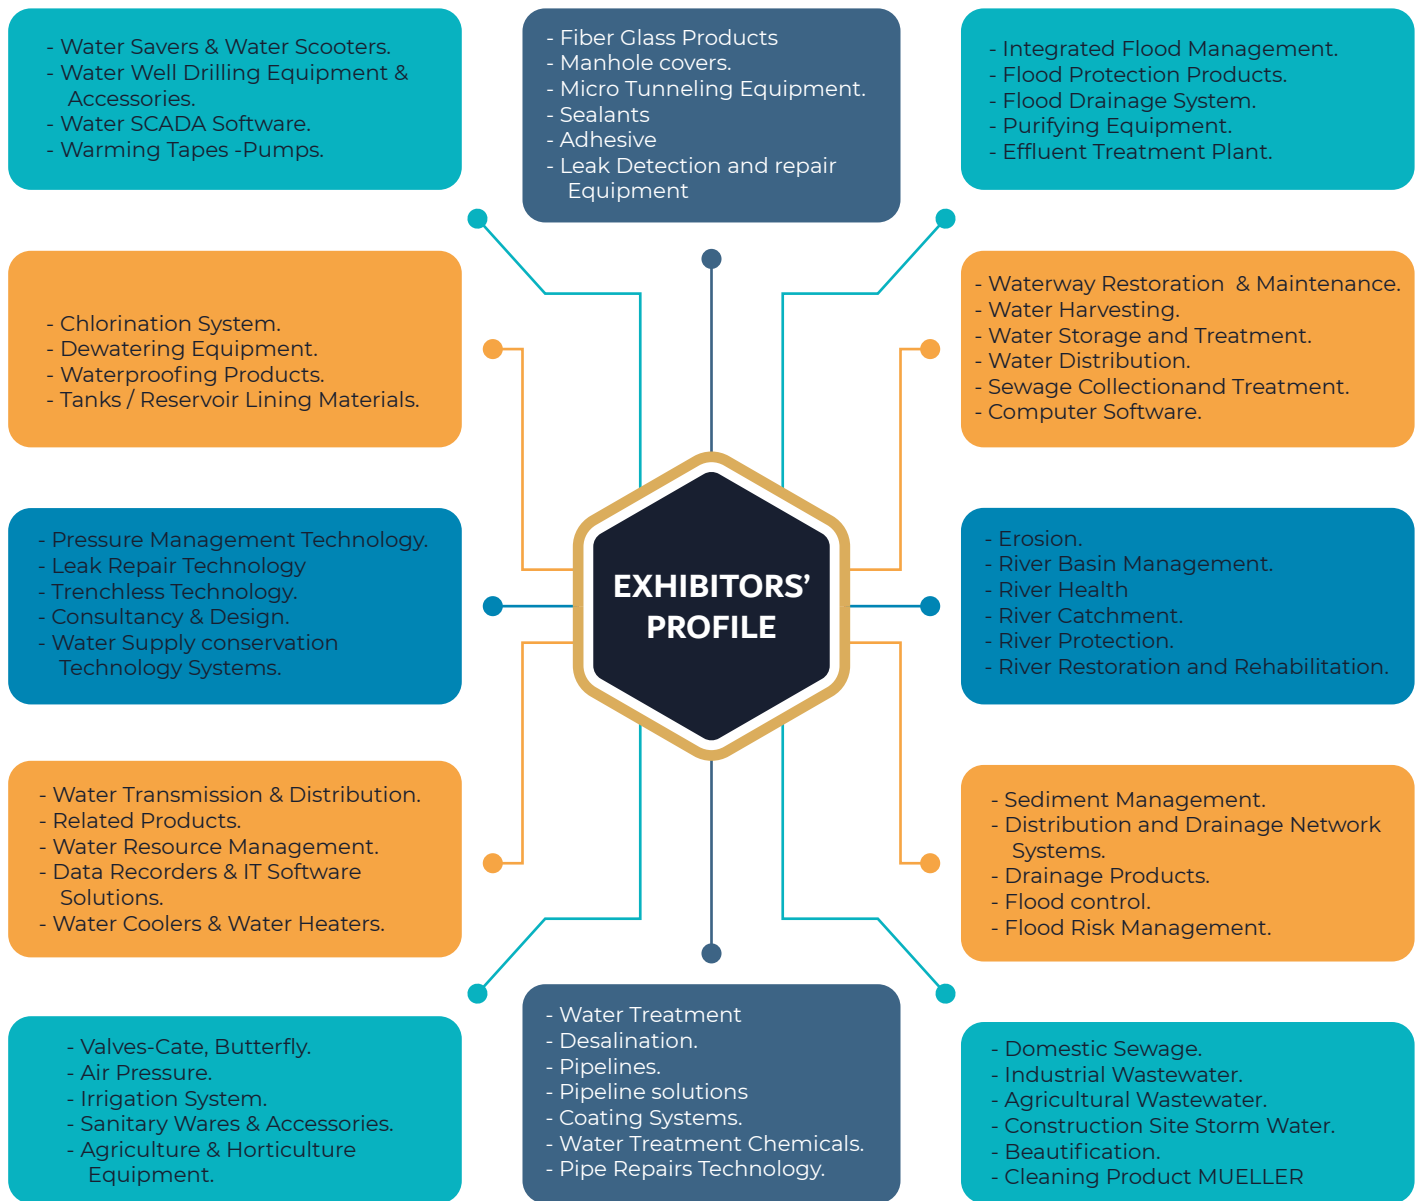 - Water Savers & Water Scooters.
- Water Well Drilling Equipment &
Accessories.
- Water SCADA Software.
- Warming Tapes -Pumps.
- Fiber Glass Products
- Manhole covers.
- Micro Tunneling Equipment.
- Sealants
- Adhesive
- Leak Detection and repair
Equipment
- Integrated Flood Management.
- Flood Protection Products.
- Flood Drainage System.
- Purifying Equipment.
- Effluent Treatment Plant.
- Chlorination System.
- Dewatering Equipment.
- Waterproofing Products.
- Tanks / Reservoir Lining Materials.
- Waterway Restoration & Maintenance.
- Water Harvesting.
- Water Storage and Treatment.
- Water Distribution.
- Sewage Collectionand Treatment.
- Computer Software.
- Pressure Management Technology.
- Leak Repair Technology
- Trenchless Technology.
- Consultancy & Design.
- Water Supply conservation
Technology Systems.
EXHIBITORS’
PROFILE
- Erosion.
- River Basin Management.
- River Health
- River Catchment.
- River Protection.
- River Restoration and Rehabilitation.
- Water Transmission & Distribution.
- Related Products.
- Water Resource Management.
- Data Recorders & IT Software
Solutions.
- Water Coolers & Water Heaters.
- Sediment Management.
- Distribution and Drainage Network
Systems.
- Drainage Products.
- Flood control.
- Flood Risk Management.
- Valves-Cate, Butterfly.
- Air Pressure.
- Irrigation System.
- Sanitary Wares & Accessories.
- Agriculture & Horticulture
Equipment.
- Water Treatment
- Desalination.
- Pipelines.
- Pipeline solutions
- Coating Systems.
- Water Treatment Chemicals.
- Pipe Repairs Technology.
- Domestic Sewage.
- Industrial Wastewater.
- Agricultural Wastewater.
- Construction Site Storm Water.
- Beautification.
- Cleaning Product MUELLER